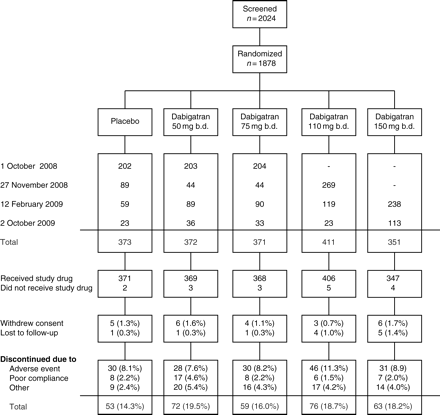 Screened
n = 2024
Randomized
n = 1878
Placebo
Dabigatran
50 mg b.d.
Dabigatran
75 mg b.d.
Dabigatran
110 mg b.d.
Dabigatran
150 mg b.d.
1 October 2008 202 203 204 - -
27 November 2008 89 44 44 269 -
12 February 2009 59 89 90 119 238
2 October 2009 23 36 33 23 113
Total 373 372 371 411 351
Received study drug 371 369 368 406 347
Did not receive study drug 2 3 3 5 4
Withdrew consent 5 (1.3%) 6 (1.6%) 4 (1.1%) 3 (0.7%) 6 (1.7%)
Lost to follow-up 1 (0.3%) 1 (0.3%) 1 (0.3%) 4 (1.0%) 5 (1.4%)
Discontinued due to
Adverse event 30 (8.1%) 28 (7.6%) 30 (8.2%) 46 (11.3%) 31 (8.9)
Poor compliance 8 (2.2%) 17 (4.6%) 8 (2.2%) 6 (1.5%) 7 (2.0%)
Other 9 (2.4%) 20 (5.4%) 16 (4.3%) 17 (4.2%) 14 (4.0%)
Total 53 (14.3%) 72 (19.5%) 59 (16.0%) 76 (18.7%) 63 (18.2%)